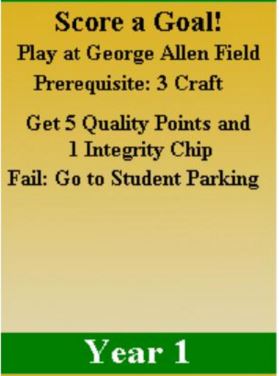 Score a Goal!
Play at George Allen Field
Prerequisite: 3 Craft
Get 5 Quality Points and
1 Integrity Chip
Fail: Go to Student Parking
Year 1